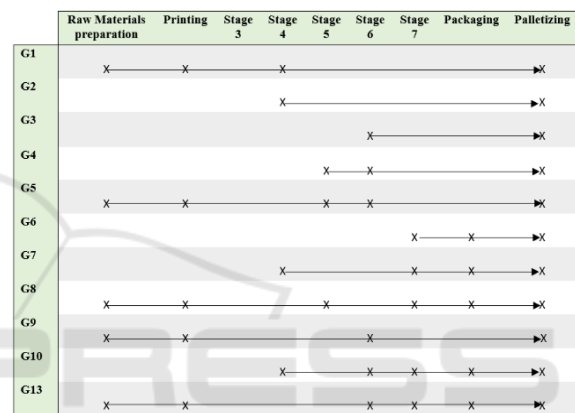 Raw Materials Printing Stage Stage Stage Stage Stage Packaging Palletizing
preparation 3 4 5 6 7
G1
X X X X
G2
X X
G3
X X
G4
X X X
G5
X X X X X
G6
X X X
G7
X X X X
G8
X X X X X X
G9
X X X X
G10
X X X X X
G13
X X X X X X
PRESS